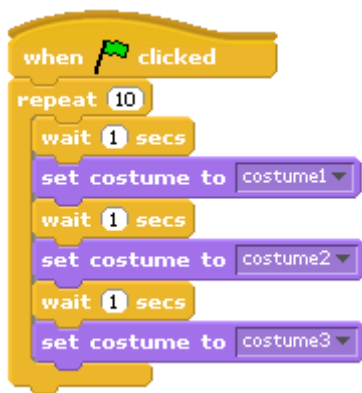 when clicked
repeat 10
wait 1 secs
set costume to costume1
wait 1 secs
set costume to costume2
wait 1 secs
set costume to costume3